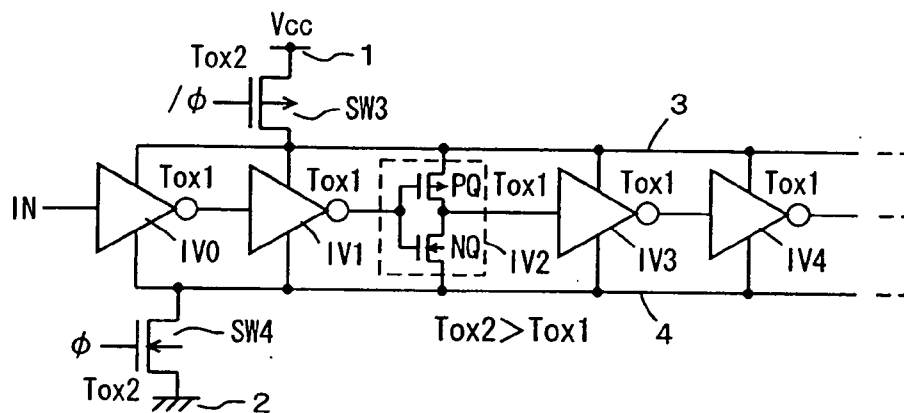 Vcc
1
Tox2
/φ
SW3
3
Tox1
Tox1
PQ
Tox1
Tox1
Tox1
IN
IV0
IV1
NQ
IV2
IV3
IV4
φ
SW4
Tox2
2
Tox2>Tox1
4